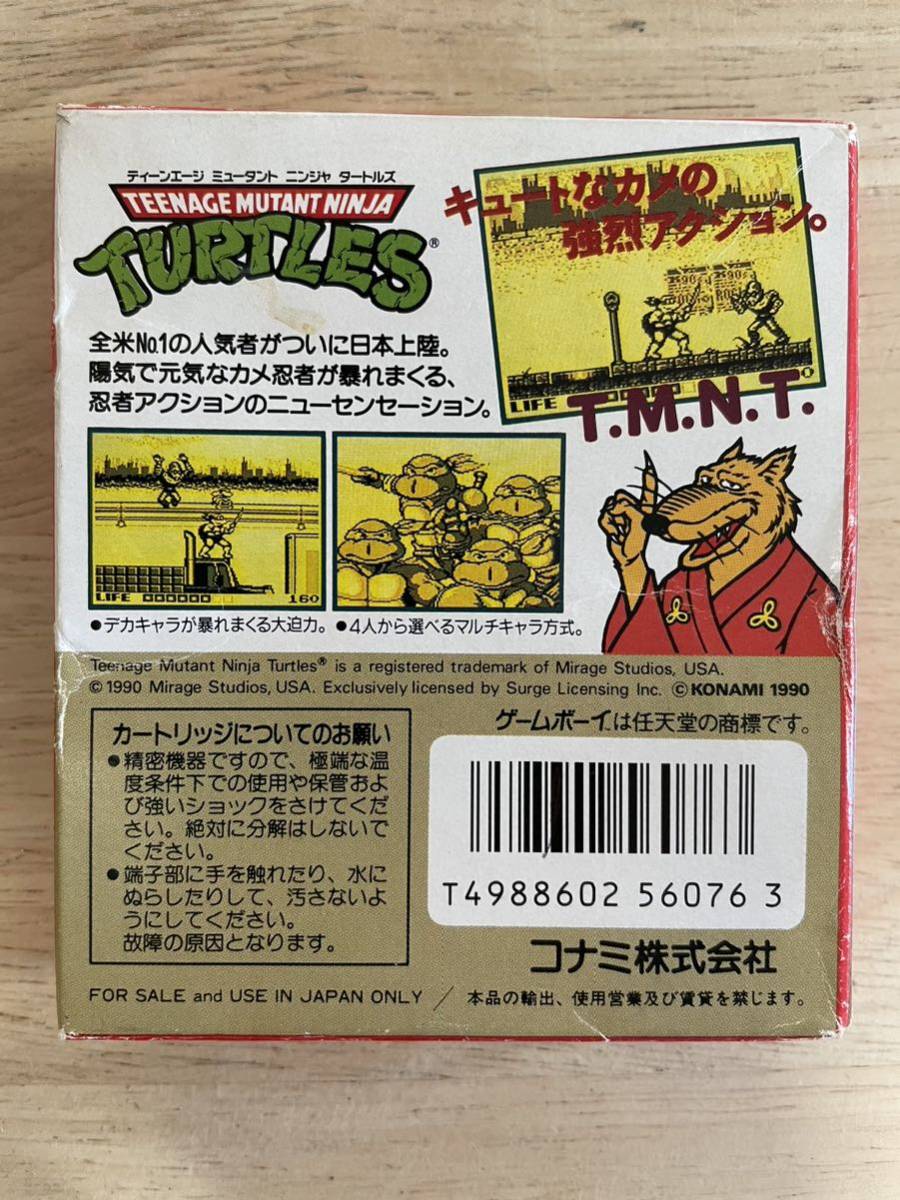 ティーンエージ ミュータント ニンジャ タートルズ
TEENAGE MUTANT NINJA
TURTLES®
キュートなカメの
強烈アクション。
全米No.1の人気者がついに日本上陸。
陽気で元気なカメ忍者が暴れまくる、
忍者アクションのニューセンセーション。
LIFE
T.M.N.T.
LIFE 160
●デカキャラが暴れまくる大迫力。
●4人から選べるマルチキャラ方式。
Teenage Mutant Ninja Turtles® is a registered trademark of Mirage Studios, USA.
©1990 Mirage Studios, USA. Exclusively licensed by Surge Licensing Inc. ©KONAMI 1990
カートリッジについてのお願い
●精密機器ですので、極端な温
度条件下での使用や保管およ
び強いショックをさけてくだ
さい。絶対に分解はしないで
ください。
●端子部に手を触れたり、水に
ぬらしたりして、汚さないよ
うにしてください。
故障の原因となります。
ゲームボーイは任天堂の商標です。
T4988602 56076 3
コナミ株式会社
FOR SALE and USE IN JAPAN ONLY / 本品の輸出、使用営業及び賃貸を禁じます。